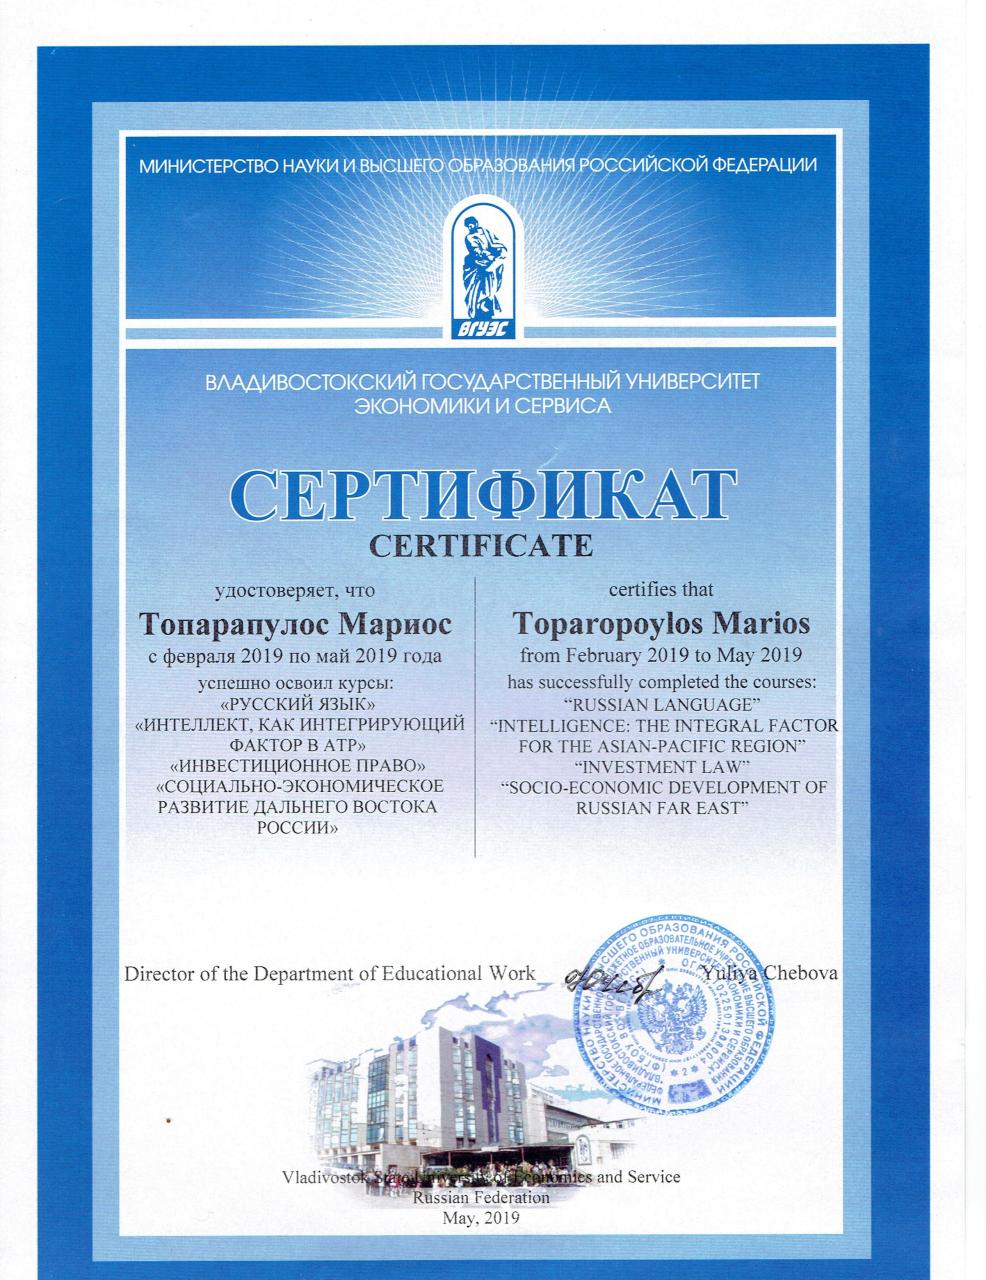 МИНИСТЕРСТВО НАУКИ И ВЫСШЕГО ОБРАЗОВАНИЯ РОССИЙСКОЙ ФЕДЕРАЦИИ
ВГУЭС
ВЛАДИВОСТОКСКИЙ ГОСУДАРСТВЕННЫЙ УНИВЕРСИТЕТ
ЭКОНОМИКИ И СЕРВИСА
СЕРТИФИКАТ
CERTIFICATE
удостоверяет, что
Топарапулос Мариос
с февраля 2019 по май 2019 года
успешно освоил курсы:
«РУССКИЙ ЯЗЫК»
«ИНТЕЛЛЕКТ, КАК ИНТЕГРИРУЮЩИЙ
ФАКТОР В АТР»
«ИНВЕСТИЦИОННОЕ ПРАВО»
«СОЦИАЛЬНО-ЭКОНОМИЧЕСКОЕ
РАЗВИТИЕ ДАЛЬНЕГО ВОСТОКА
РОССИИ»
certifies that
Toparopoylos Marios
from February 2019 to May 2019
has successfully completed the courses:
“RUSSIAN LANGUAGE”
“INTELLIGENCE: THE INTEGRAL FACTOR
FOR THE ASIAN-PACIFIC REGION”
“INVESTMENT LAW”
“SOCIO-ECONOMIC DEVELOPMENT OF
RUSSIAN FAR EAST”
Director of the Department of Educational Work
Yuliya Chebova
Vladivostok State University of Economics and Service
Russian Federation
May, 2019